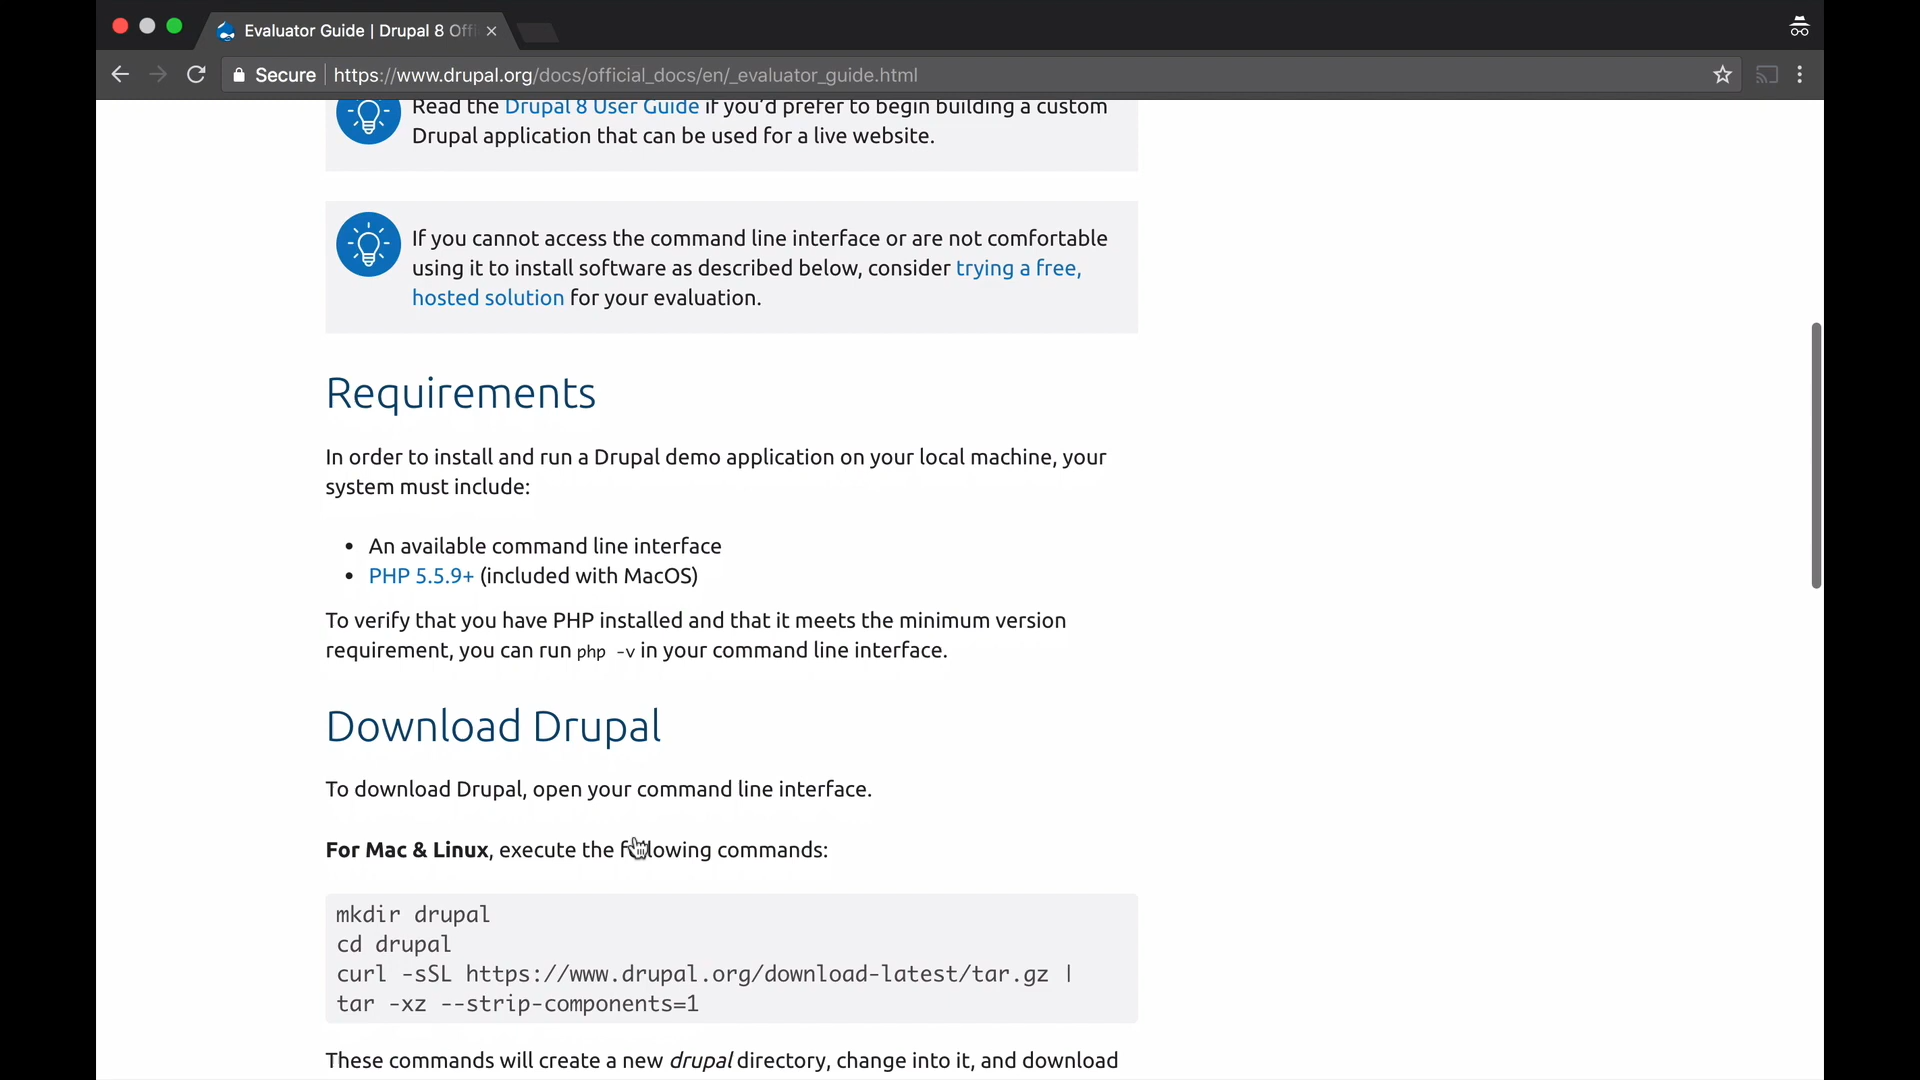 Evaluator Guide | Drupal 8 Off
Secure | https://www.drupal.org/docs/official_docs/en/_evaluator_guide.html
Read the Drupal 8 User Guide if you'd prefer to begin building a custom
Drupal application that can be used for a live website.
If you cannot access the command line interface or are not comfortable
using it to install software as described below, consider trying a free,
hosted solution for your evaluation.
Requirements
In order to install and run a Drupal demo application on your local machine, your
system must include:
• An available command line interface
• PHP 5.5.9+ (included with MacOS)
To verify that you have PHP installed and that it meets the minimum version
requirement, you can run php -v in your command line interface.
Download Drupal
To download Drupal, open your command line interface.
For Mac & Linux, execute the following commands:
mkdir drupal
cd drupal
curl -sSL https://www.drupal.org/download-latest/tar.gz |
tar -xz --strip-components=1
These commands will create a new drupal directory, change into it, and download